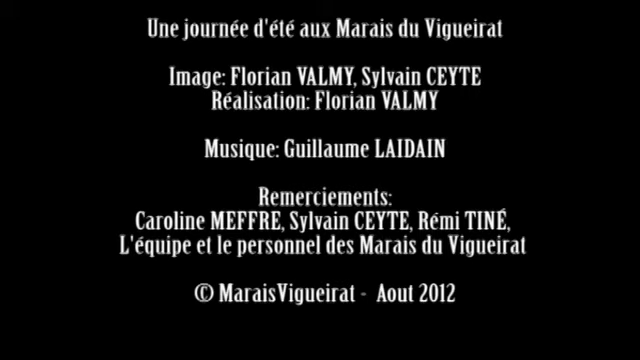 Une journée d'été aux Marais du Vigueirat
Image: Florian VALMY, Sylvain CEYTE
Réalisation: Florian VALMY
Musique: Guillaume LAIDAIN
Remerciements:
Caroline MEFFRE, Sylvain CEYTE, Rémi TINÉ,
L'équipe et le personnel des Marais du Vigueirat
© MaraisVigueirat - Aout 2012